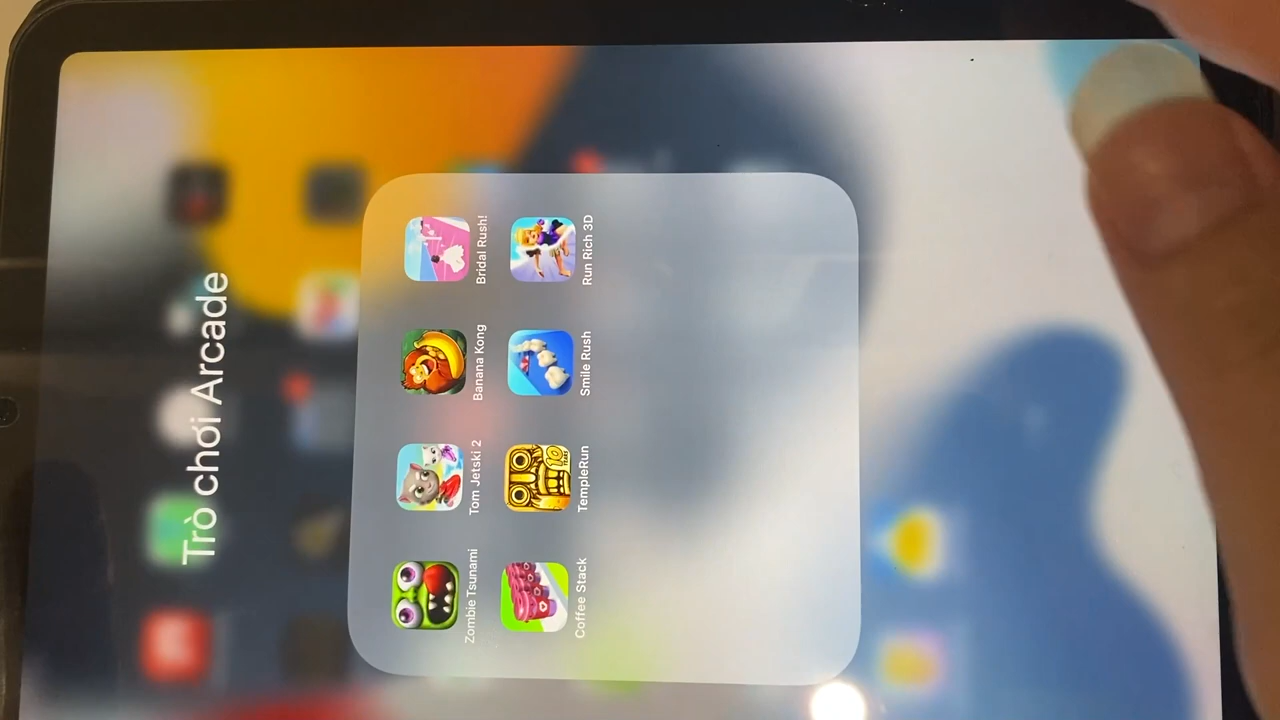 Trò chơi Arcade
Zombie Tsunami
Tom Jetski 2
Banana Kong
Bridal Rush!
Coffee Stack
TempleRun
Smile Rush
Run Rich 3D